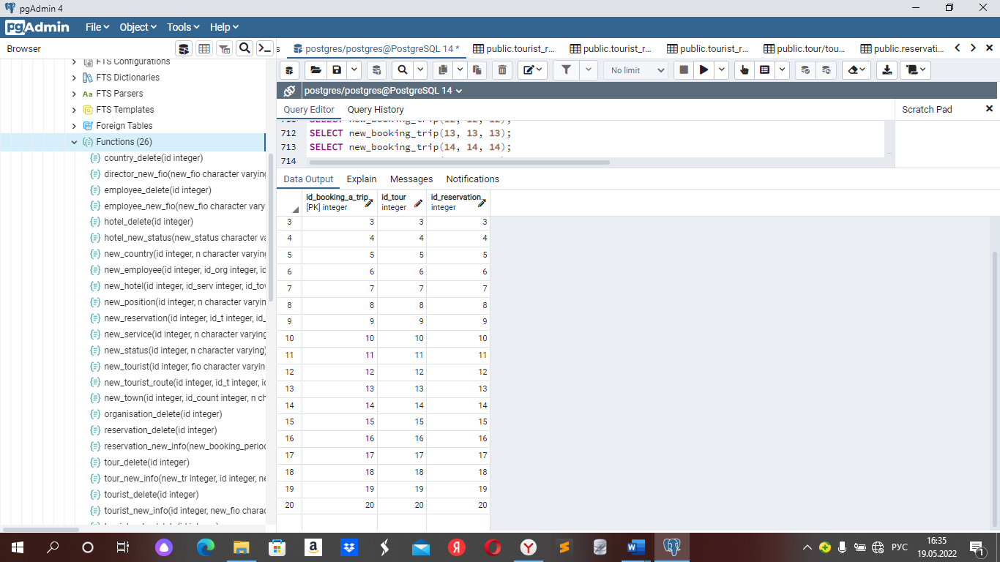 pgAdmin 4
pgAdmin File Object Tools Help
Browser
postgres/postgres@PostgreSQL 14 * public.tourist_r... public.tourist_r... public.tourist_r... public.tour/tou... public.reservati...
No limit
postgres/postgres@PostgreSQL 14
Query Editor Query History
Scratch Pad
FTS Configurations
FTS Dictionaries
FTS Parsers
FTS Templates
Foreign Tables
Functions (26)
country_delete(id integer)
director_new_fio(new_fio character varying
employee_delete(id integer)
employee_new_fio(new_fio character vary
hotel_delete(id integer)
hotel_new_status(new_status character va
new_country(id integer, n character varying
new_employee(id integer, id_org integer, id
new_hotel(id integer, id_serv integer, id_to
new_position(id integer, n character varyin
new_reservation(id integer, id_t integer, id_
new_service(id integer, n character varying
new_status(id integer, n character varying)
new_tourist(id integer, fio character varyin
new_tourist_route(id integer, id_t integer, i
new_town(id integer, id_count integer, n ch
organisation_delete(id integer)
reservation_delete(id integer)
reservation_new_info(new_booking_perio
tour_delete(id integer)
tour_new_info(new_tr integer, id integer, ne
tourist_delete(id integer)
tourist_new_info(id integer, new_fio charac
711 SELECT new_booking_trip(12, 12, 12);
712 SELECT new_booking_trip(13, 13, 13);
713 SELECT new_booking_trip(14, 14, 14);
714
Data Output Explain Messages Notifications
id_booking_a_trip id_tour id_reservation
[PK] integer integer integer
3 3 3 3
4 4 4 4
5 5 5 5
6 6 6 6
7 7 7 7
8 8 8 8
9 9 9 9
10 10 10 10
11 11 11 11
12 12 12 12
13 13 13 13
14 14 14 14
15 15 15 15
16 16 16 16
17 17 17 17
18 18 18 18
19 19 19 19
20 20 20 20
РУС
16:35
19.05.2022
1